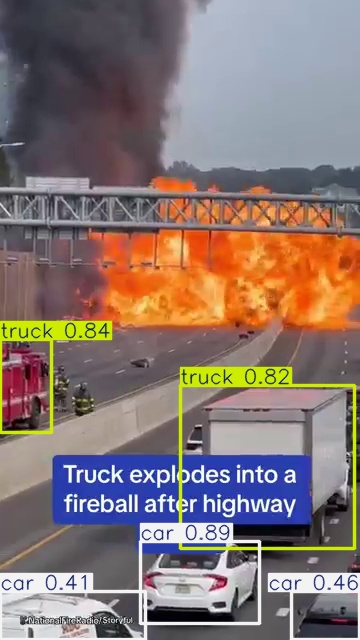 truck 0.84
truck 0.82
Truck explodes into a
fireball after highway
car 0.89
car 0.41
car 0.46
NationalFireRadio/Storyful